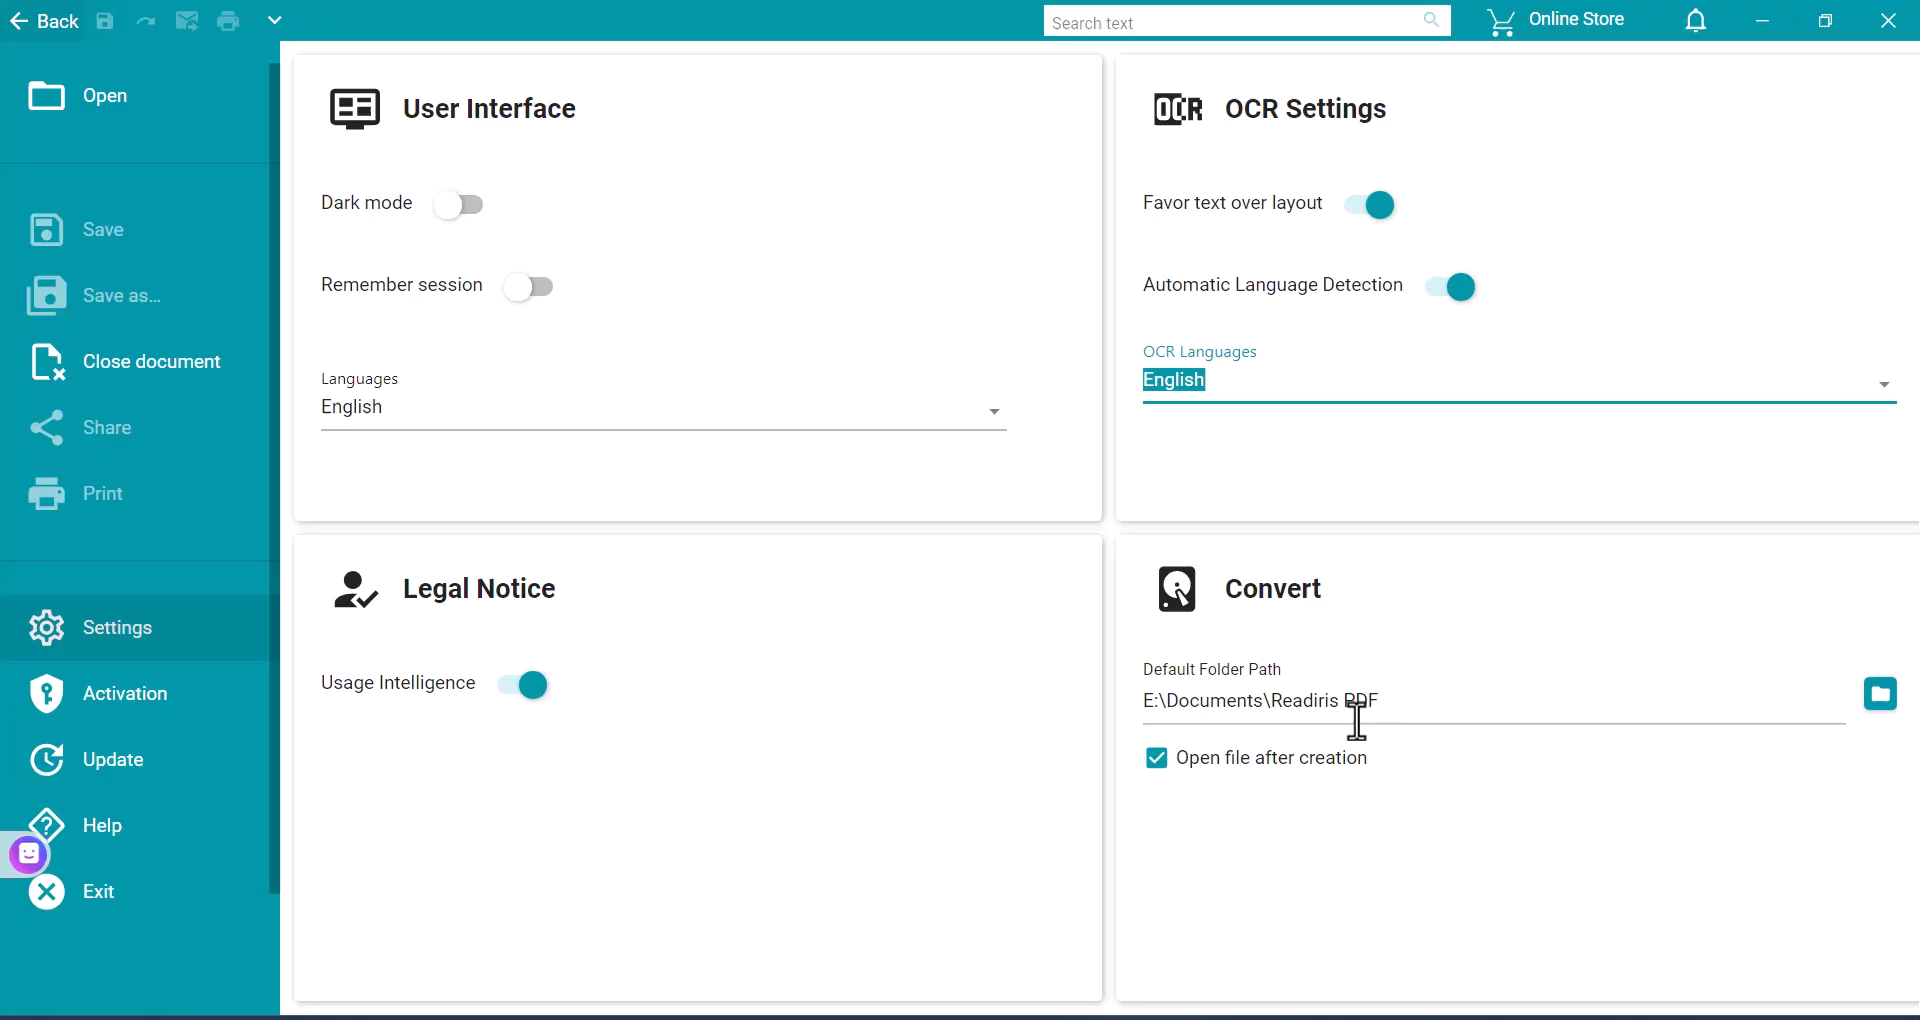 Back
Search text
Online Store
Open
Save
Save as...
Close document
Share
Print
Settings
Activation
Update
Help
Exit
User Interface
Dark mode
Remember session
Languages
English
OCR OCR Settings
Favor text over layout
Automatic Language Detection
OCR Languages
English
Legal Notice
Usage Intelligence
Convert
Default Folder Path
E:\Documents\Readiris PDF
Open file after creation